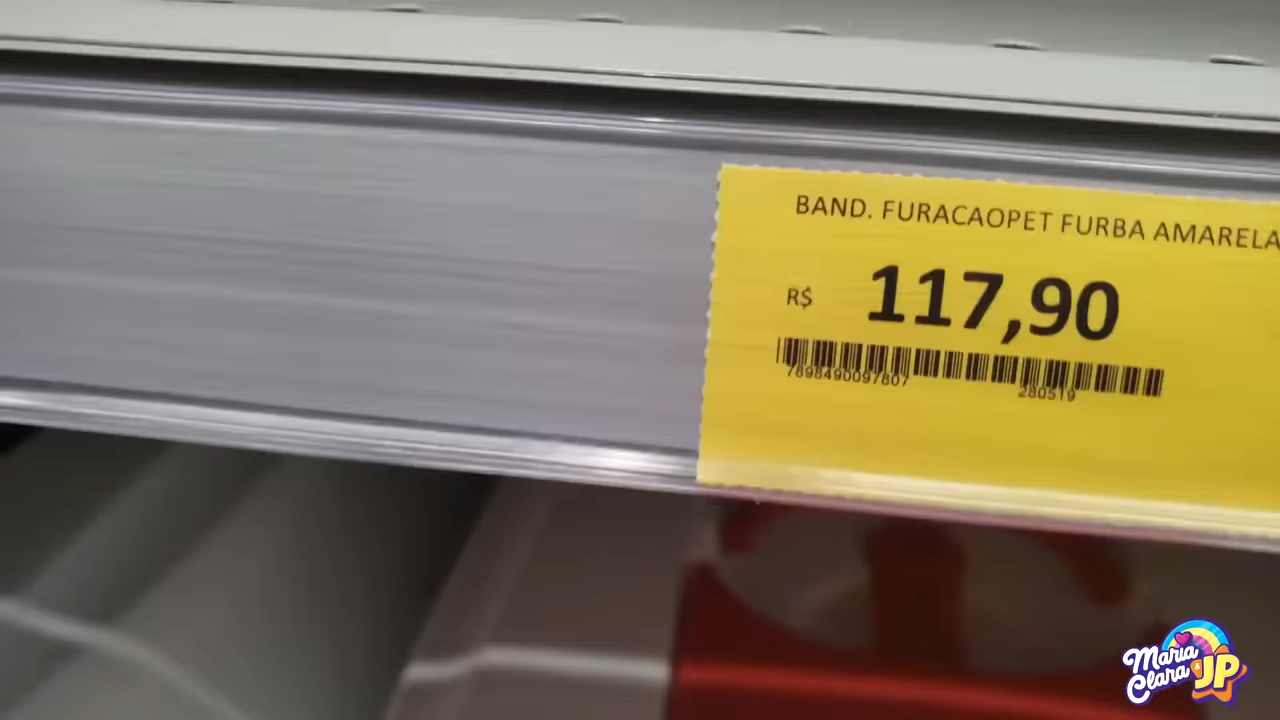 BAND. FURACAOPET FURBA AMARELA
R$ 117,90
7898490097807
280519
Maria
Clara & JP